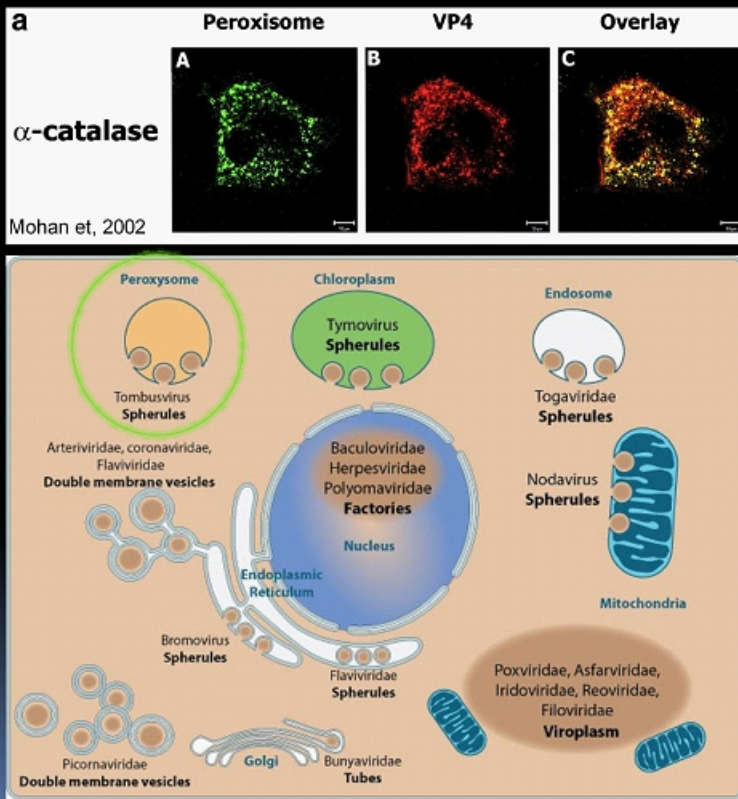 a
Peroxisome
VP4
Overlay
α-catalase
A
B
C
Mohan et, 2002
Peroxysome
Tombusvirus
Spherules
Chloroplasm
Tymovirus
Spherules
Endosome
Togaviridae
Spherules
Arteriviridae, coronaviridae,
Flaviviridae
Double membrane vesicles
Baculoviridae
Herpesviridae
Polyomaviridae
Factories
Nucleus
Nodavirus
Spherules
Mitochondria
Endoplasmic
Reticulum
Bromovirus
Spherules
Flaviviridae
Spherules
Poxviridae, Asfarviridae,
Iridoviridae, Reoviridae,
Filoviridae
Viroplasm
Picornaviridae
Double membrane vesicles
Golgi
Bunyaviridae
Tubes